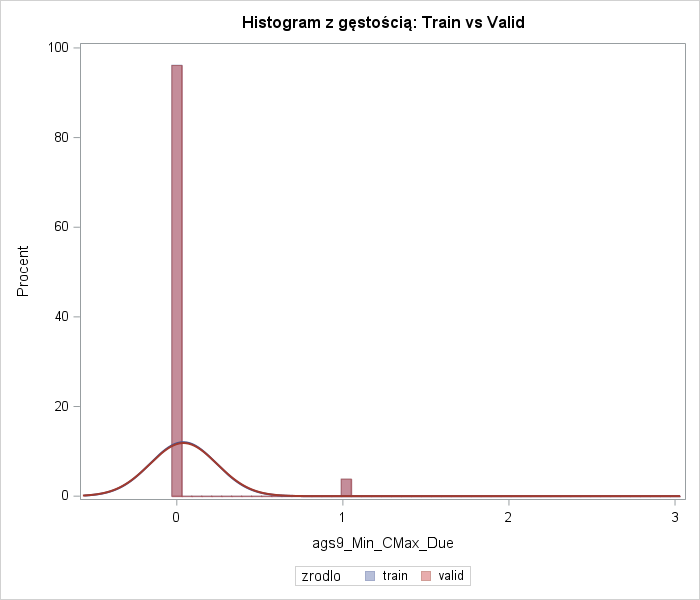 Histogram z gęstością: Train vs Valid
100
80
60
40
20
0
Procent
0 1 2 3
ags9_Min_CMax_Due
zrodlo train valid